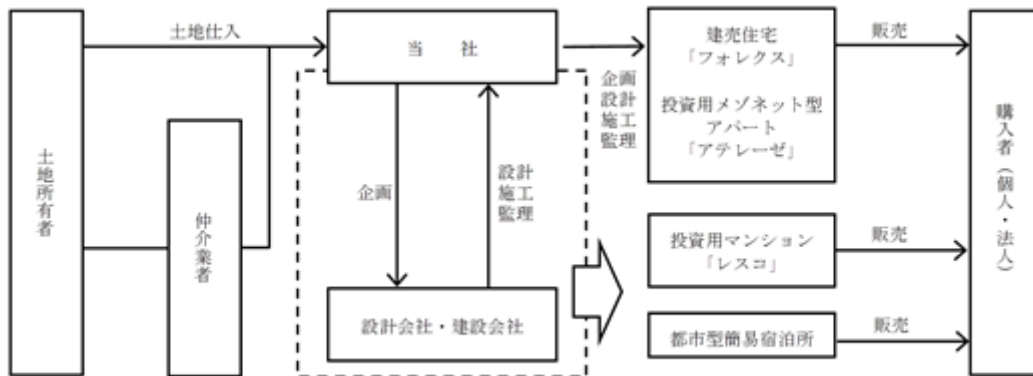 土地仕入
当　社
建売住宅
「フォレクス」
投資用メゾネット型
アパート
「アテレーゼ」
販売
企画
設計
施工
監理
土地所有者
仲介業者
企画
設計
施工
監理
購入者（個人・法人）
投資用マンション
「レスコ」
販売
設計会社・建設会社
都市型簡易宿泊所
販売